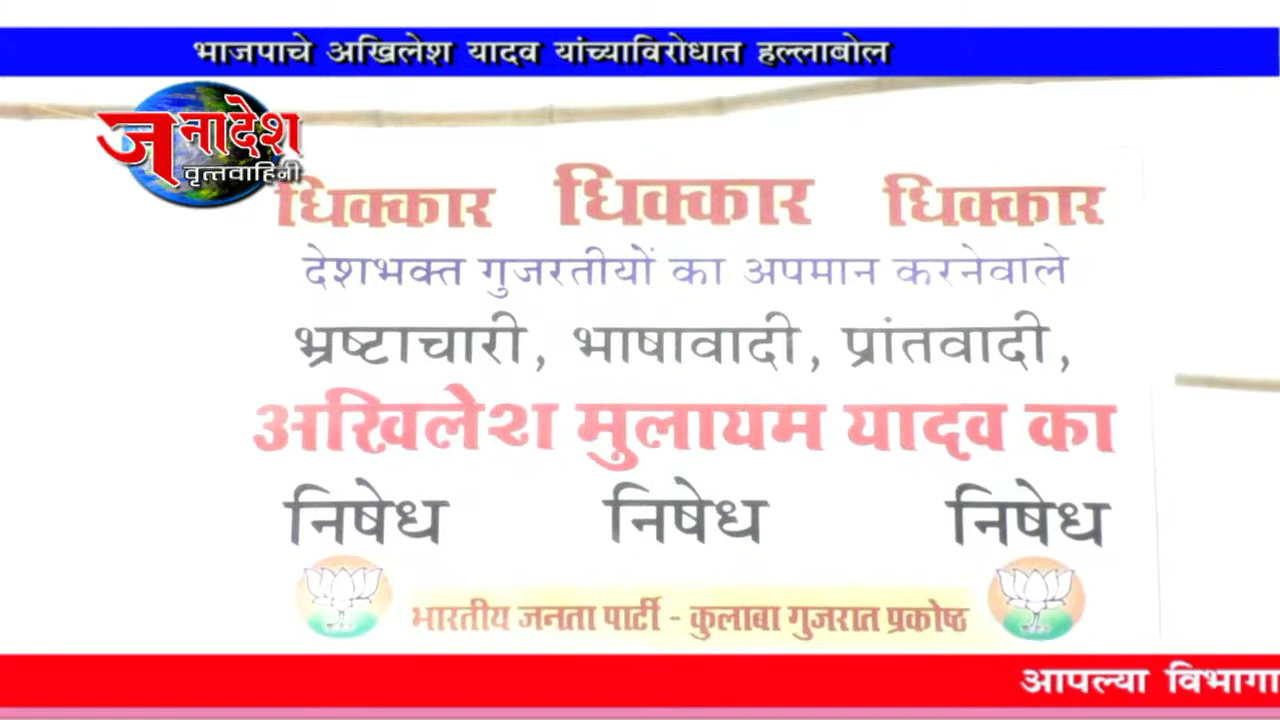 भाजपाचे अखिलेश यादव यांच्याविरोधात हल्लाबोल
जनादेश
वृत्तवाहिनी
धिक्कार धिक्कार धिक्कार
देशभक्त गुजरतीयों का अपमान करनेवाले
भ्रष्टाचारी, भाषावादी, प्रांतवादी,
अखिलेश मुलायम यादव का
निषेध निषेध निषेध
भारतीय जनता पार्टी - कुलाबा गुजरात प्रकोष्ठ
आपल्या विभागा